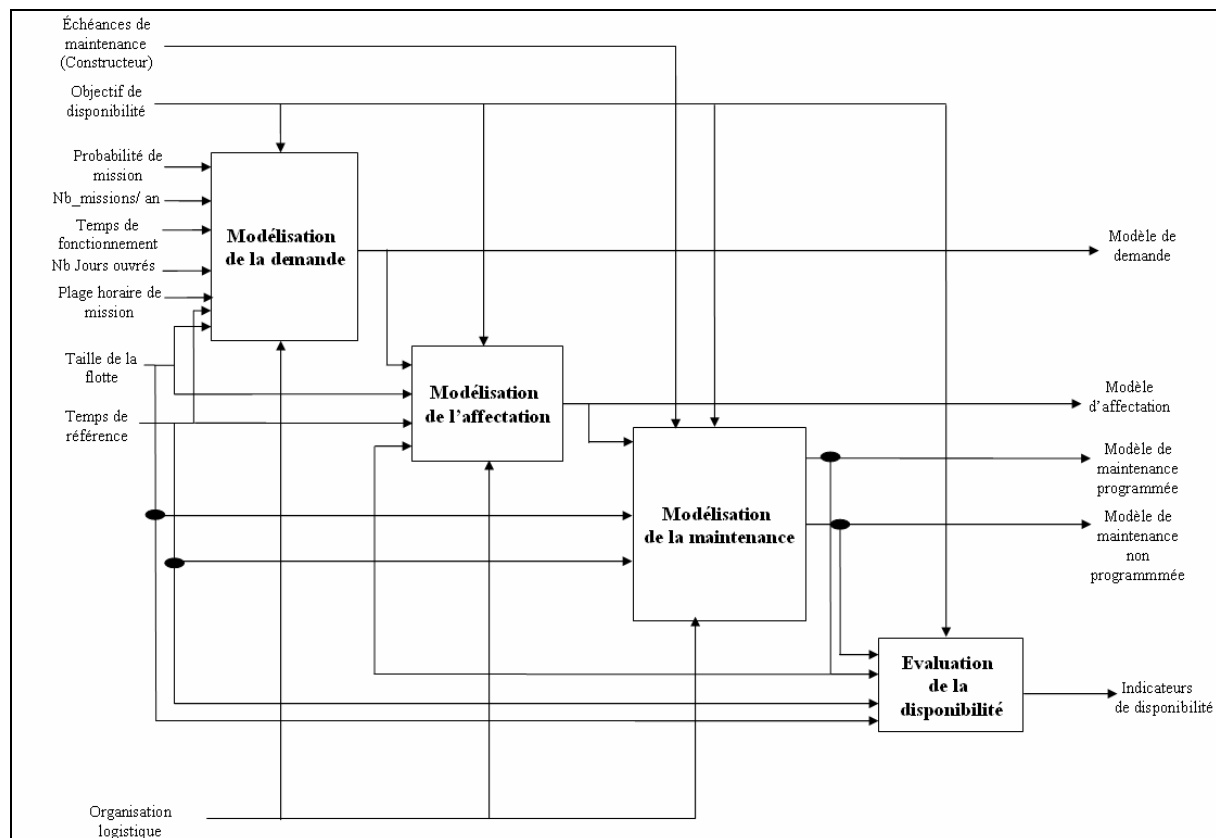 Échéances de
maintenance
(Constructeur)
Objectif de
disponibilité
Probabilité de
mission
Nb_missions/ an
Temps de
fonctionnement
Nb Jours ouvrés
Plage horaire de
mission
Taille de la
flotte
Temps de
référence
Modélisation
de la demande
Modélisation
de l'affectation
Modélisation
de la maintenance
Evaluation
de la
disponibilité
Modèle de
demande
Modèle
d'affectation
Modèle de
maintenance
programmée
Modèle de
maintenance
non
programmmée
Indicateurs
de disponibilité
Organisation
logistique